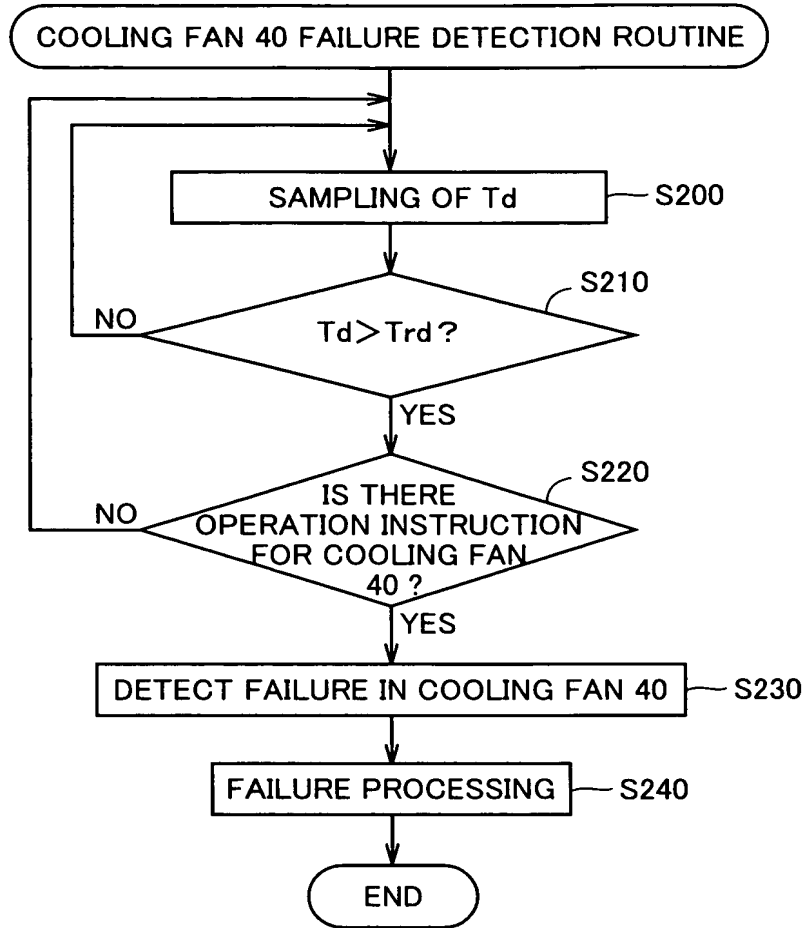 COOLING FAN 40 FAILURE DETECTION ROUTINE
SAMPLING OF Td
S200
S210
Td＞Trd？
NO
YES
S220
IS THERE
OPERATION INSTRUCTION
FOR COOLING FAN
40？
NO
YES
DETECT FAILURE IN COOLING FAN 40
S230
FAILURE PROCESSING
S240
END